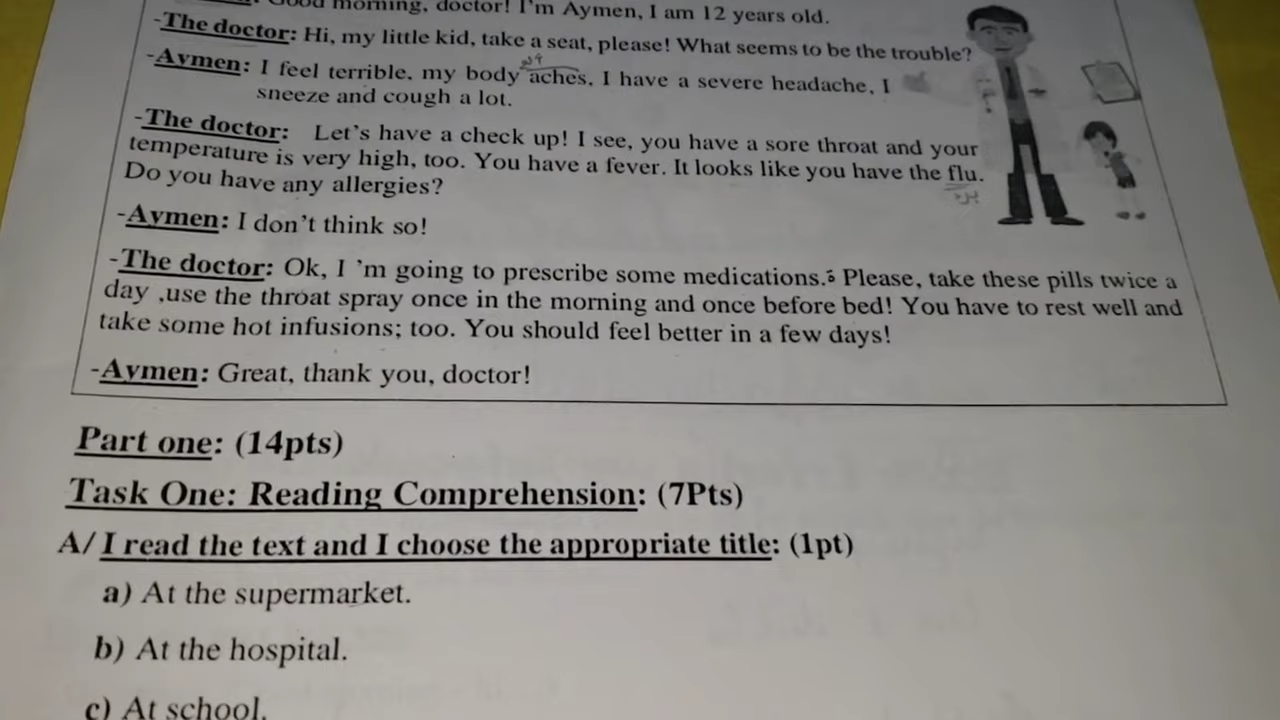 Good morning, doctor! I'm Aymen, I am 12 years old.
-The doctor: Hi, my little kid, take a seat, please! What seems to be the trouble?
-Aymen: I feel terrible. my body aches. I have a severe headache, I
sneeze and cough a lot.
-The doctor: Let's have a check up! I see, you have a sore throat and your
temperature is very high, too. You have a fever. It looks like you have the flu.
Do you have any allergies?
برد
-Aymen: I don't think so!
-The doctor: Ok, I 'm going to prescribe some medications. Please, take these pills twice a
day ,use the throat spray once in the morning and once before bed! You have to rest well and
take some hot infusions; too. You should feel better in a few days!
-Aymen: Great, thank you, doctor!
Part one: (14pts)
Task One: Reading Comprehension: (7Pts)
A/ I read the text and I choose the appropriate title: (1pt)
a) At the supermarket.
b) At the hospital.
c) At school.